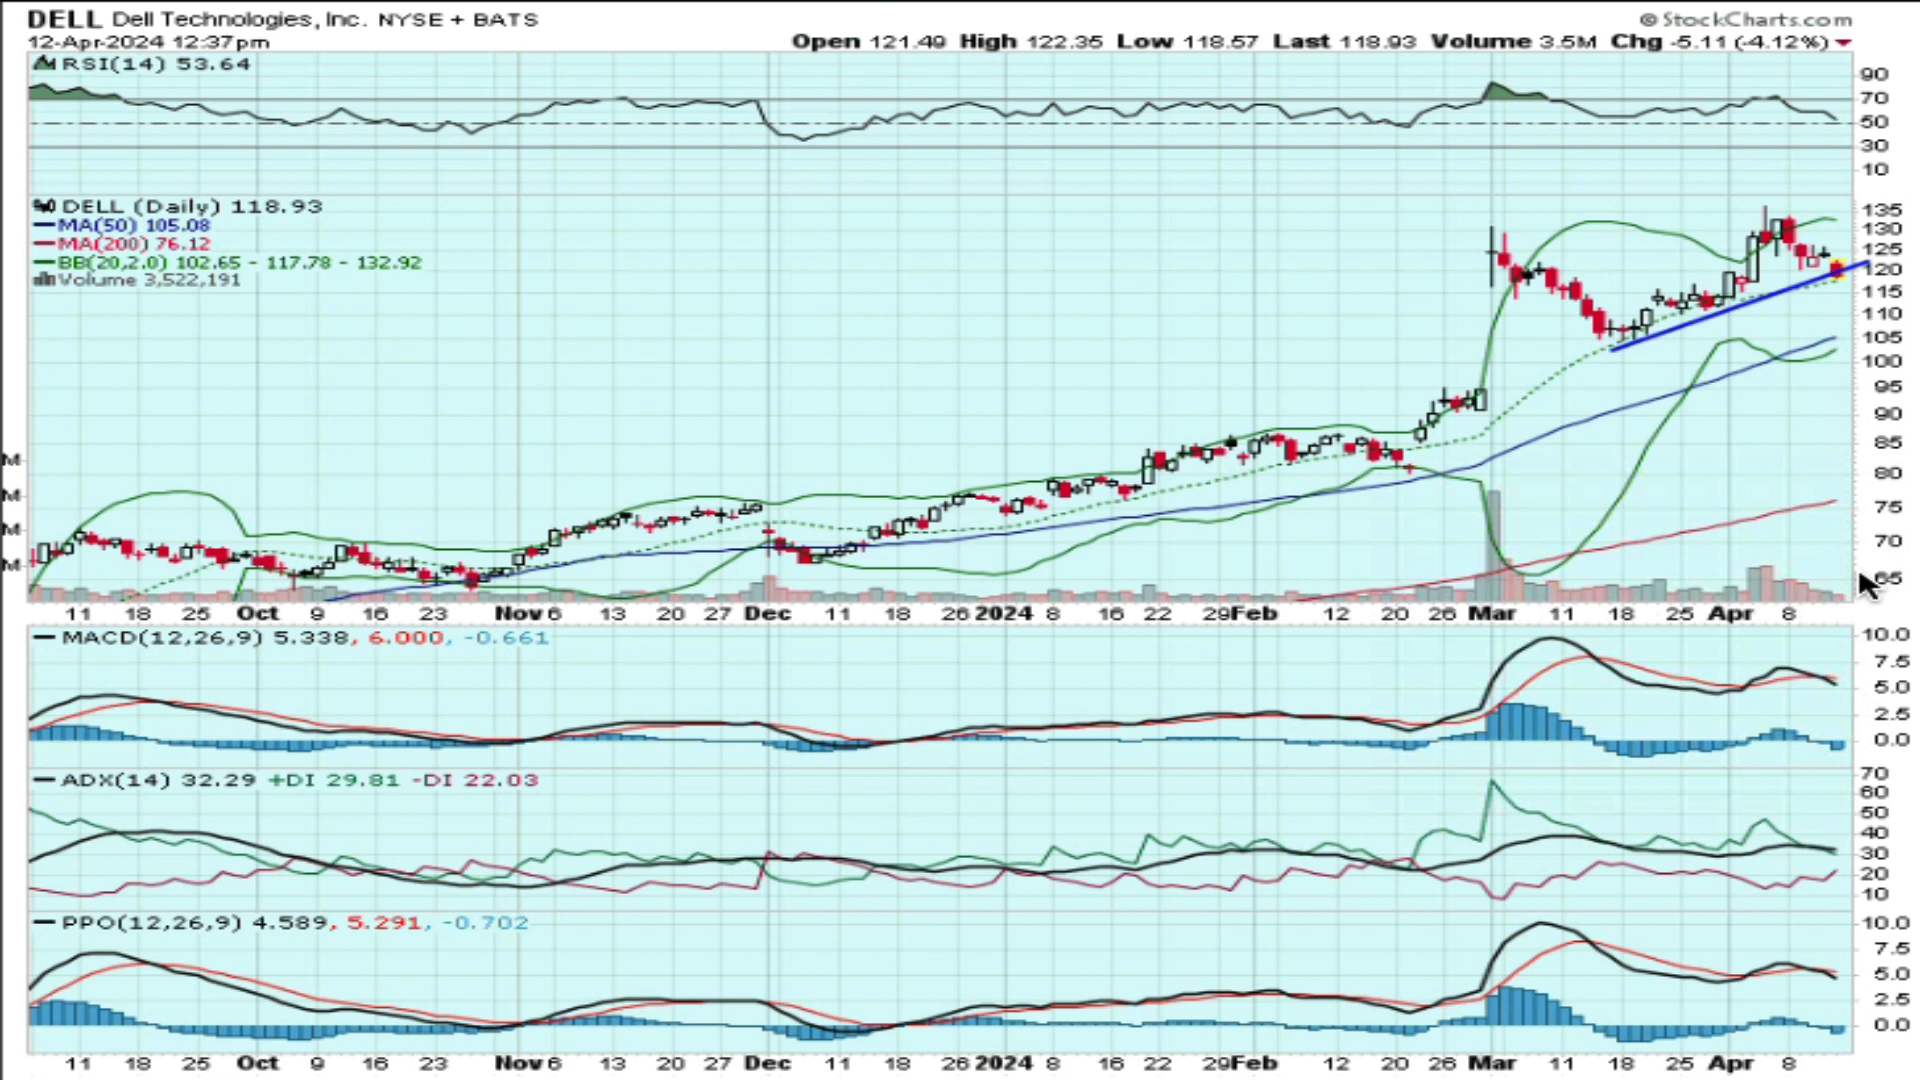 DELL Dell Technologies, Inc. NYSE + BATS
© StockCharts.com
12-Apr-2024 12:37pm
Open 121.49 High 122.35 Low 118.57 Last 118.93 Volume 3.5M Chg -5.11 (-4.12%)
RSI(14) 53.64
90
70
50
30
10
DELL (Daily) 118.93
MA(50) 105.08
MA(200) 76.12
BB(20,2.0) 102.65 - 117.78 - 132.92
Volume 3,522,191
135
130
125
120
115
110
105
100
95
90
85
80
75
70
65
M
M
M
M
11 18 25 Oct 9 16 23 Nov 6 13 20 27 Dec 11 18 26 2024 8 16 22 29 Feb 12 20 26 Mar 11 18 25 Apr 8
MACD(12,26,9) 5.338, 6.000, -0.661
10.0
7.5
5.0
2.5
0.0
ADX(14) 32.29 +DI 29.81 -DI 22.03
70
60
50
40
30
20
10
PPO(12,26,9) 4.589, 5.291, -0.702
10.0
7.5
5.0
2.5
0.0
11 18 25 Oct 9 16 23 Nov 6 13 20 27 Dec 11 18 26 2024 8 16 22 29 Feb 12 20 26 Mar 11 18 25 Apr 8